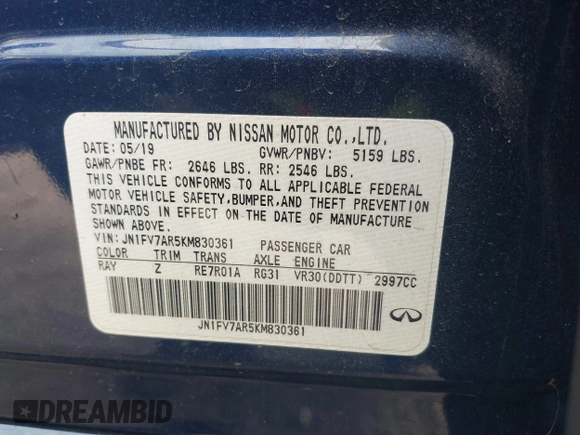 MANUFACTURED BY NISSAN MOTOR CO.,LTD.
DATE: 05/19 GVWR/PNBV: 5159 LBS.
GAWR/PNBE FR: 2646 LBS. RR: 2546 LBS.
THIS VEHICLE CONFORMS TO ALL APPLICABLE FEDERAL
MOTOR VEHICLE SAFETY,BUMPER,AND THEFT PREVENTION
STANDARDS IN EFFECT ON THE DATE OF MANUFACTURE
SHOWN ABOVE.
VIN:JN1FV7AR5KM830361 PASSENGER CAR
COLOR TRIM TRANS AXLE ENGINE
RAY Z RE7R01A RG31 VR30(DDTT) 2997CC
JN1FV7AR5KM830361
DREAMBID